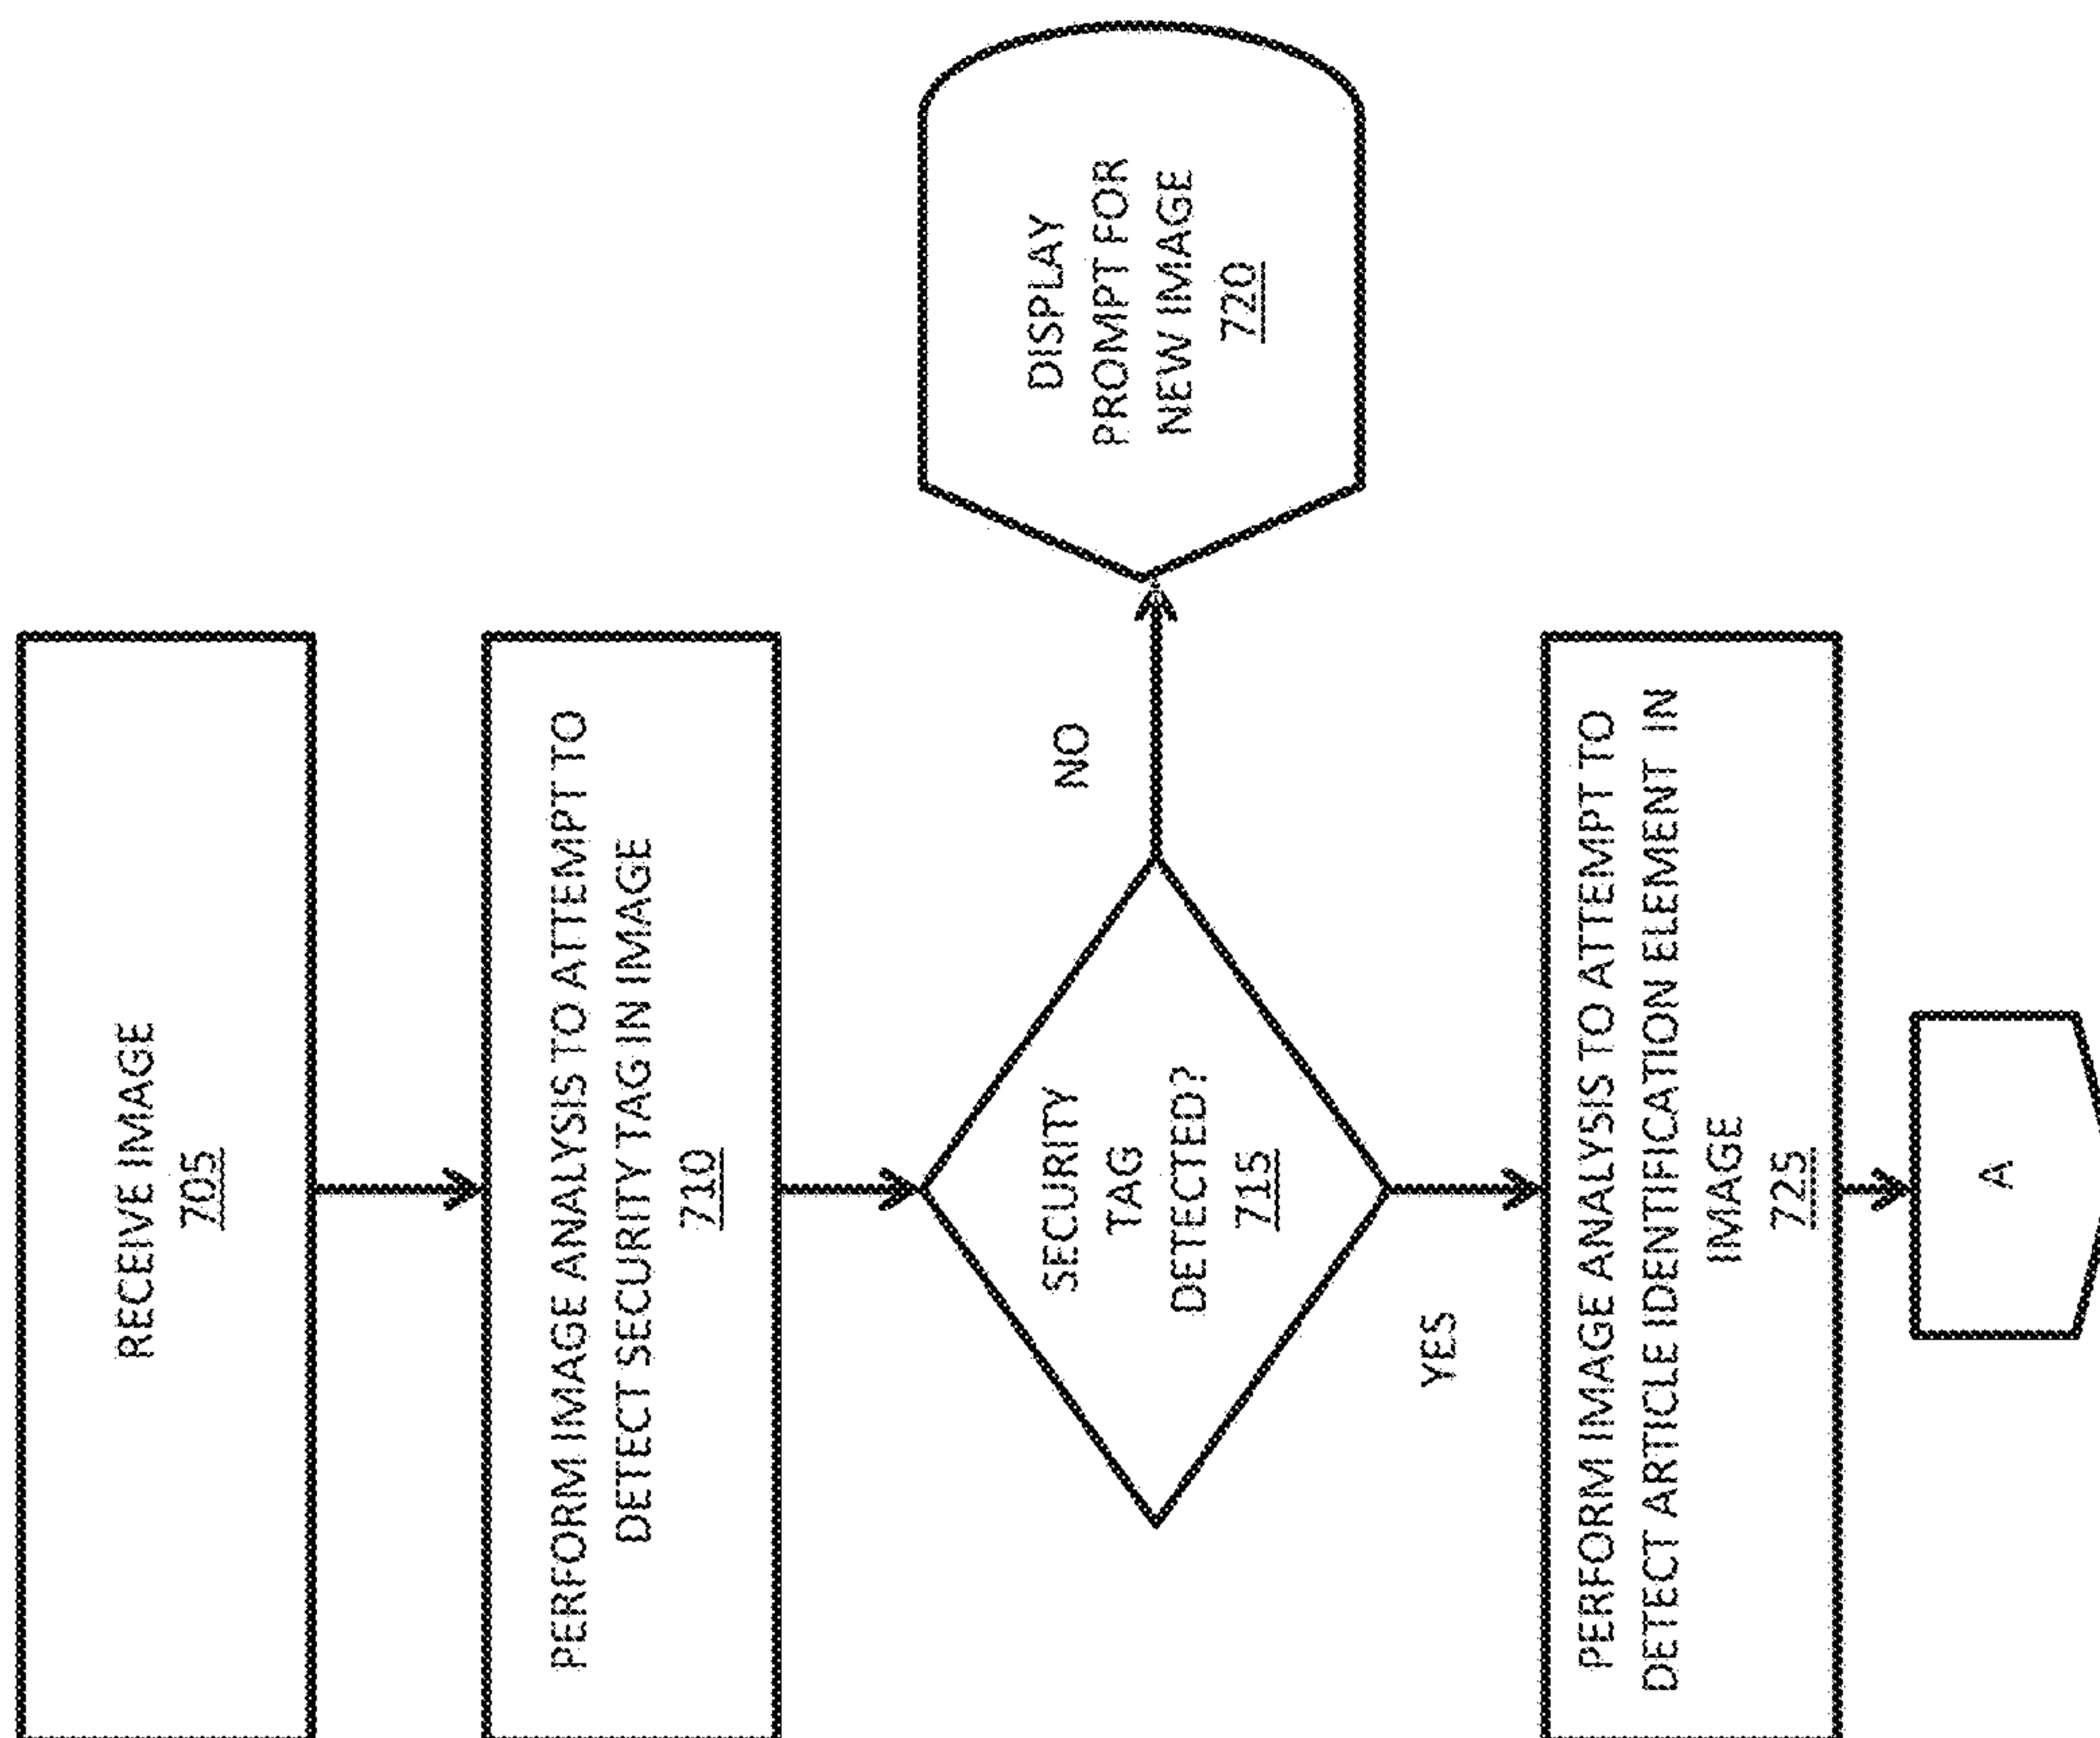 RECEIVE IMAGE
705
PERFORM IMAGE ANALYSIS TO ATTEMPT TO
DETECT SECURITY TAG IN IMAGE
710
SECURITY
TAG
DETECTED?
715
NO
DISPLAY
PROMPT FOR
NEW IMAGE
720
YES
PERFORM IMAGE ANALYSIS TO ATTEMPT TO
DETECT ARTICLE IDENTIFICATION ELEMENT IN
IMAGE
725
A